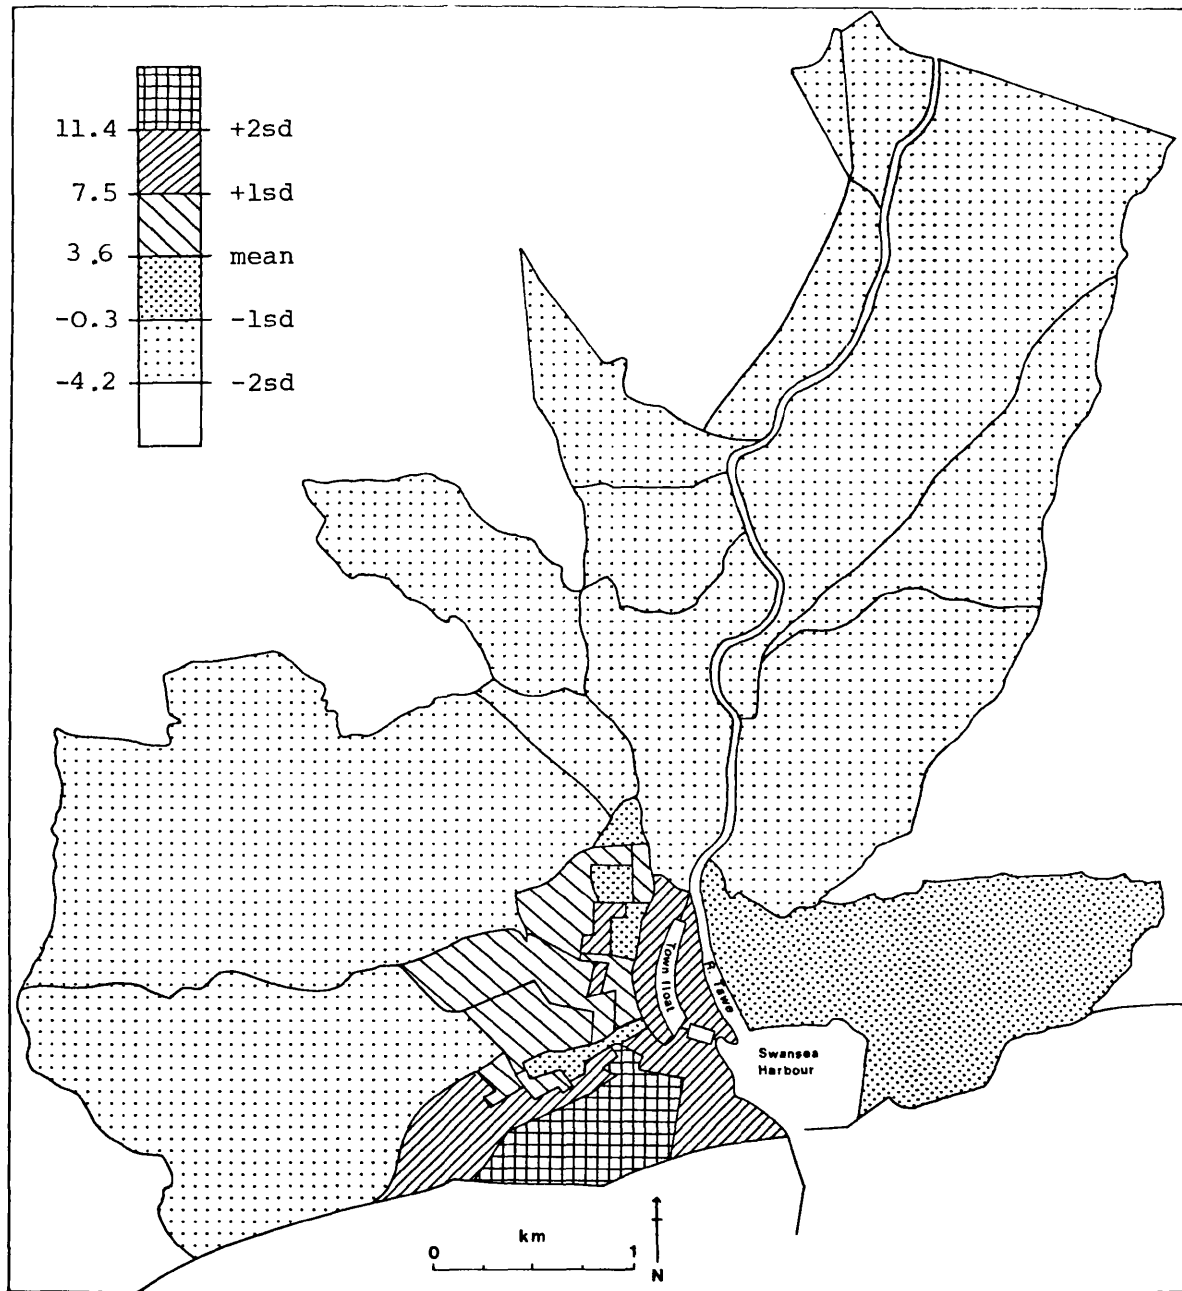 11.4 +2sd
7.5 +1sd
3.6 mean
-0.3 -1sd
-4.2 -2sd
Town Float
R. Tawe
Swansea
Harbour
km
0 1
N